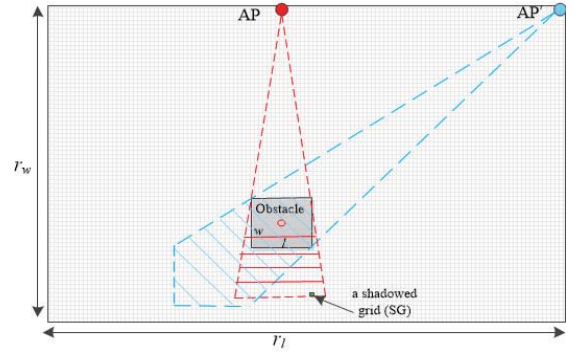 AP
AP'
r_w
Obstacle
w
l
a shadowed
grid (SG)
r_l